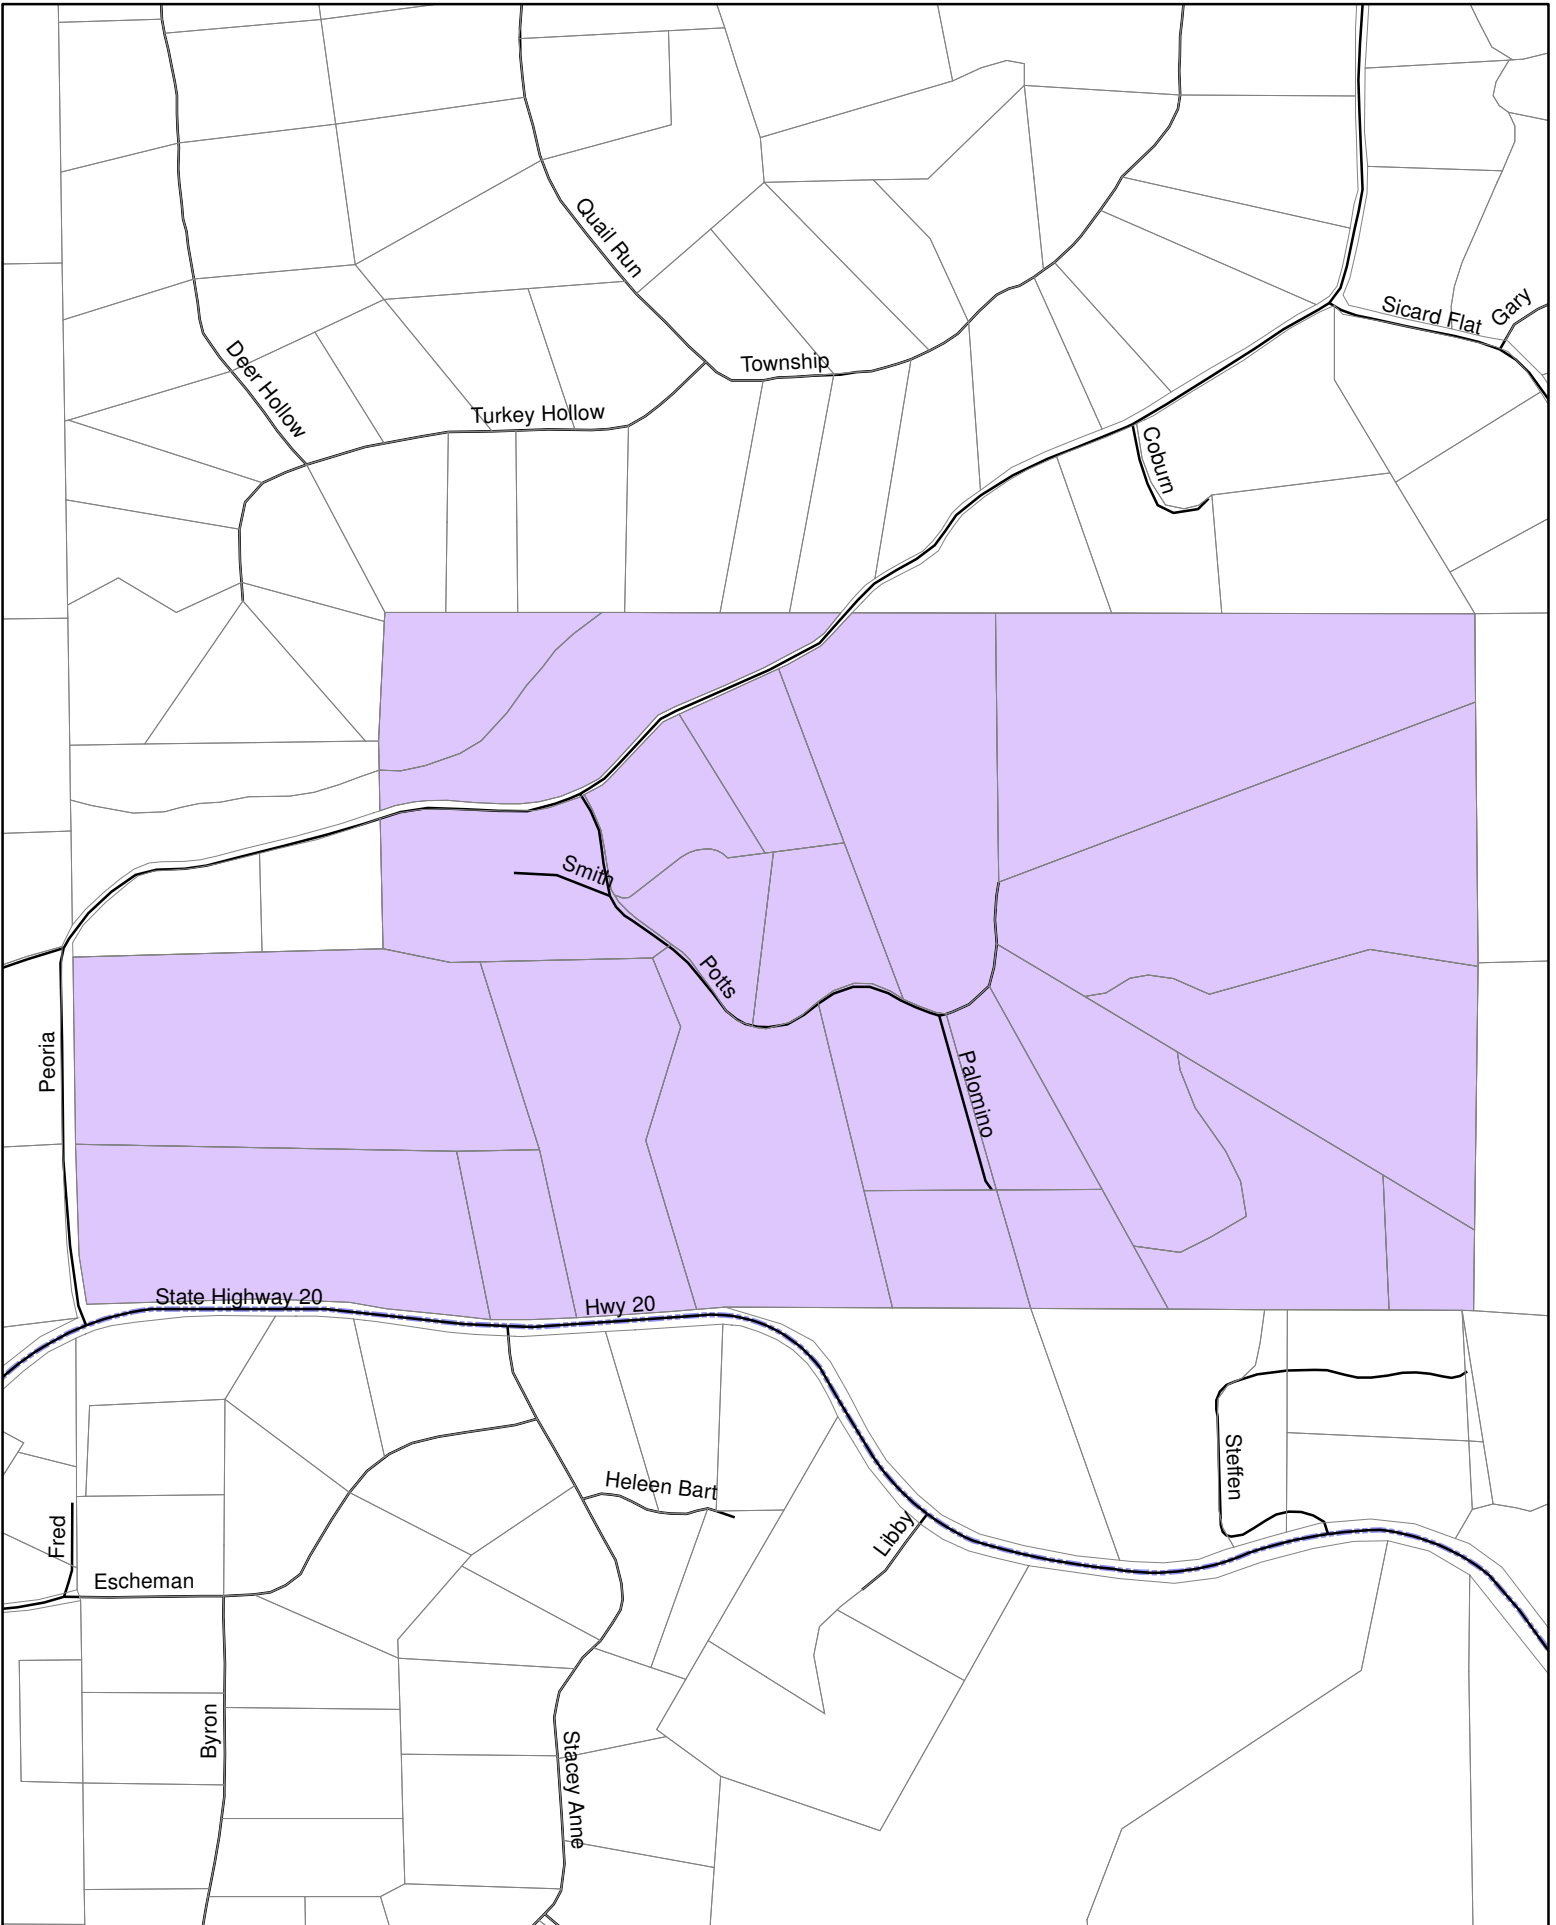 Quail Run
Sicard Flat
Gary
Deer Hollow
Township
Turkey Hollow
Coburn
Smith
Potts
Peoria
Palomino
State Highway 20
Hwy 20
Steffen
Heleen Bart
Libby
Fred
Escheman
Byron
Stacey Anne